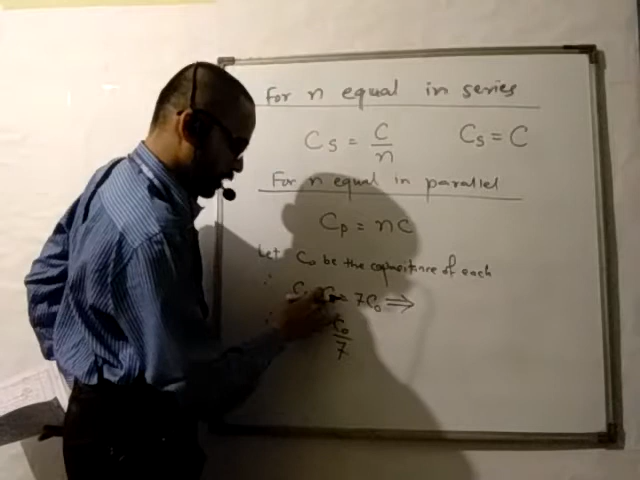 For n equal in series
Cs = C/n Cs = C
For n equal in parallel
Cp = nC
Let C₀ be the capacitance of each
∴ = 7C₀ ⇒
C₀/7